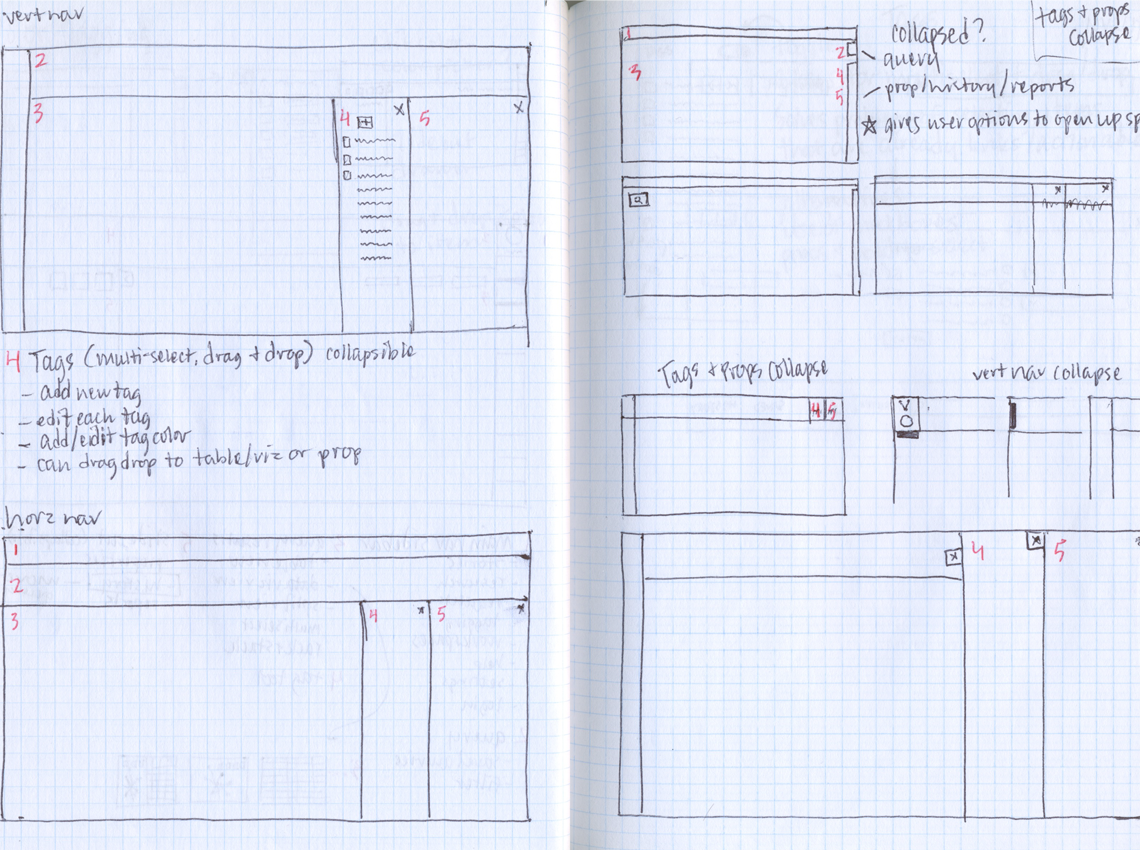 vert nav
2
3
4
x
5
x
4 Tags (multi-select, drag & drop) collapsible
- add new tag
- edit each tag
- add/eidit tag color
- can drag drop to table/viz or prop
horz nav
1
2
3
4
x
5
x
1
2
3
4
5
collapsed?
query
prop/history/reports
★ gives user options to open up sp
tags & props
collapse
Q
x
x
Tags & Props Collapse
4 5
vert nav collapse
V
O
x
4
x
5